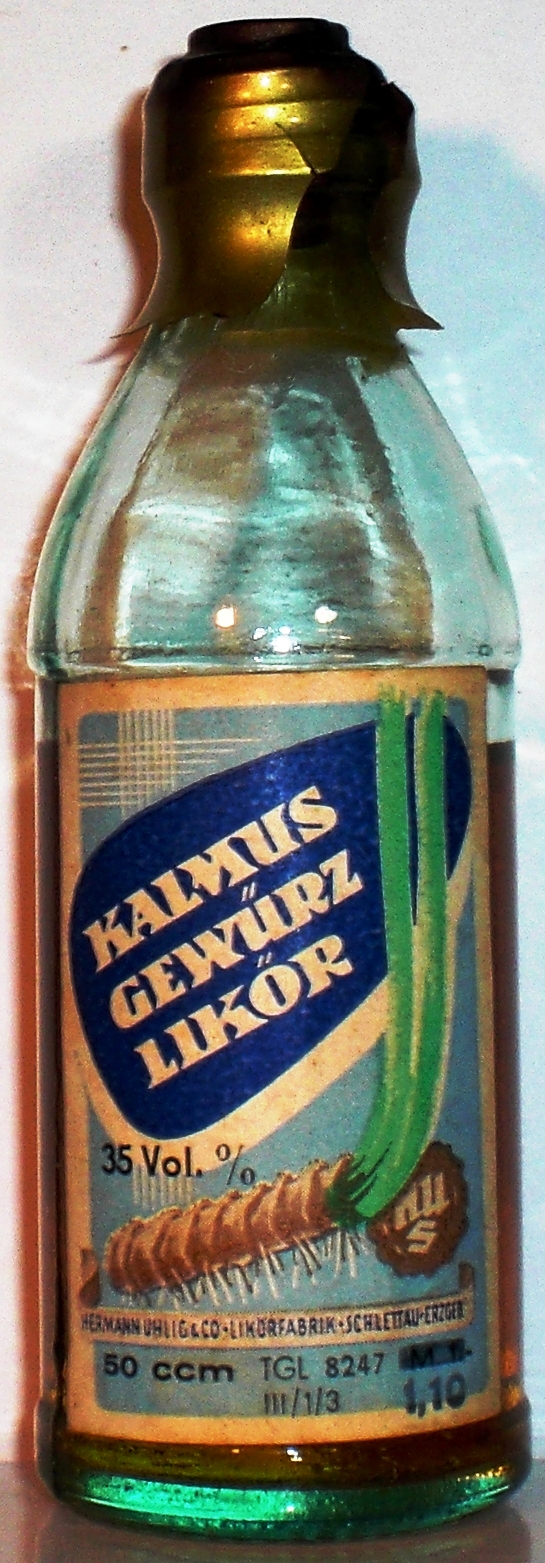 KALMUS
GEWÜRZ
LIKÖR
35 Vol. %
HU
S
HERMANN UHLIG & CO • LIKÖRFABRIK • SCHLETTAU • ERZGEB
50 ccm TGL 8247 M
III/1/3 1,10